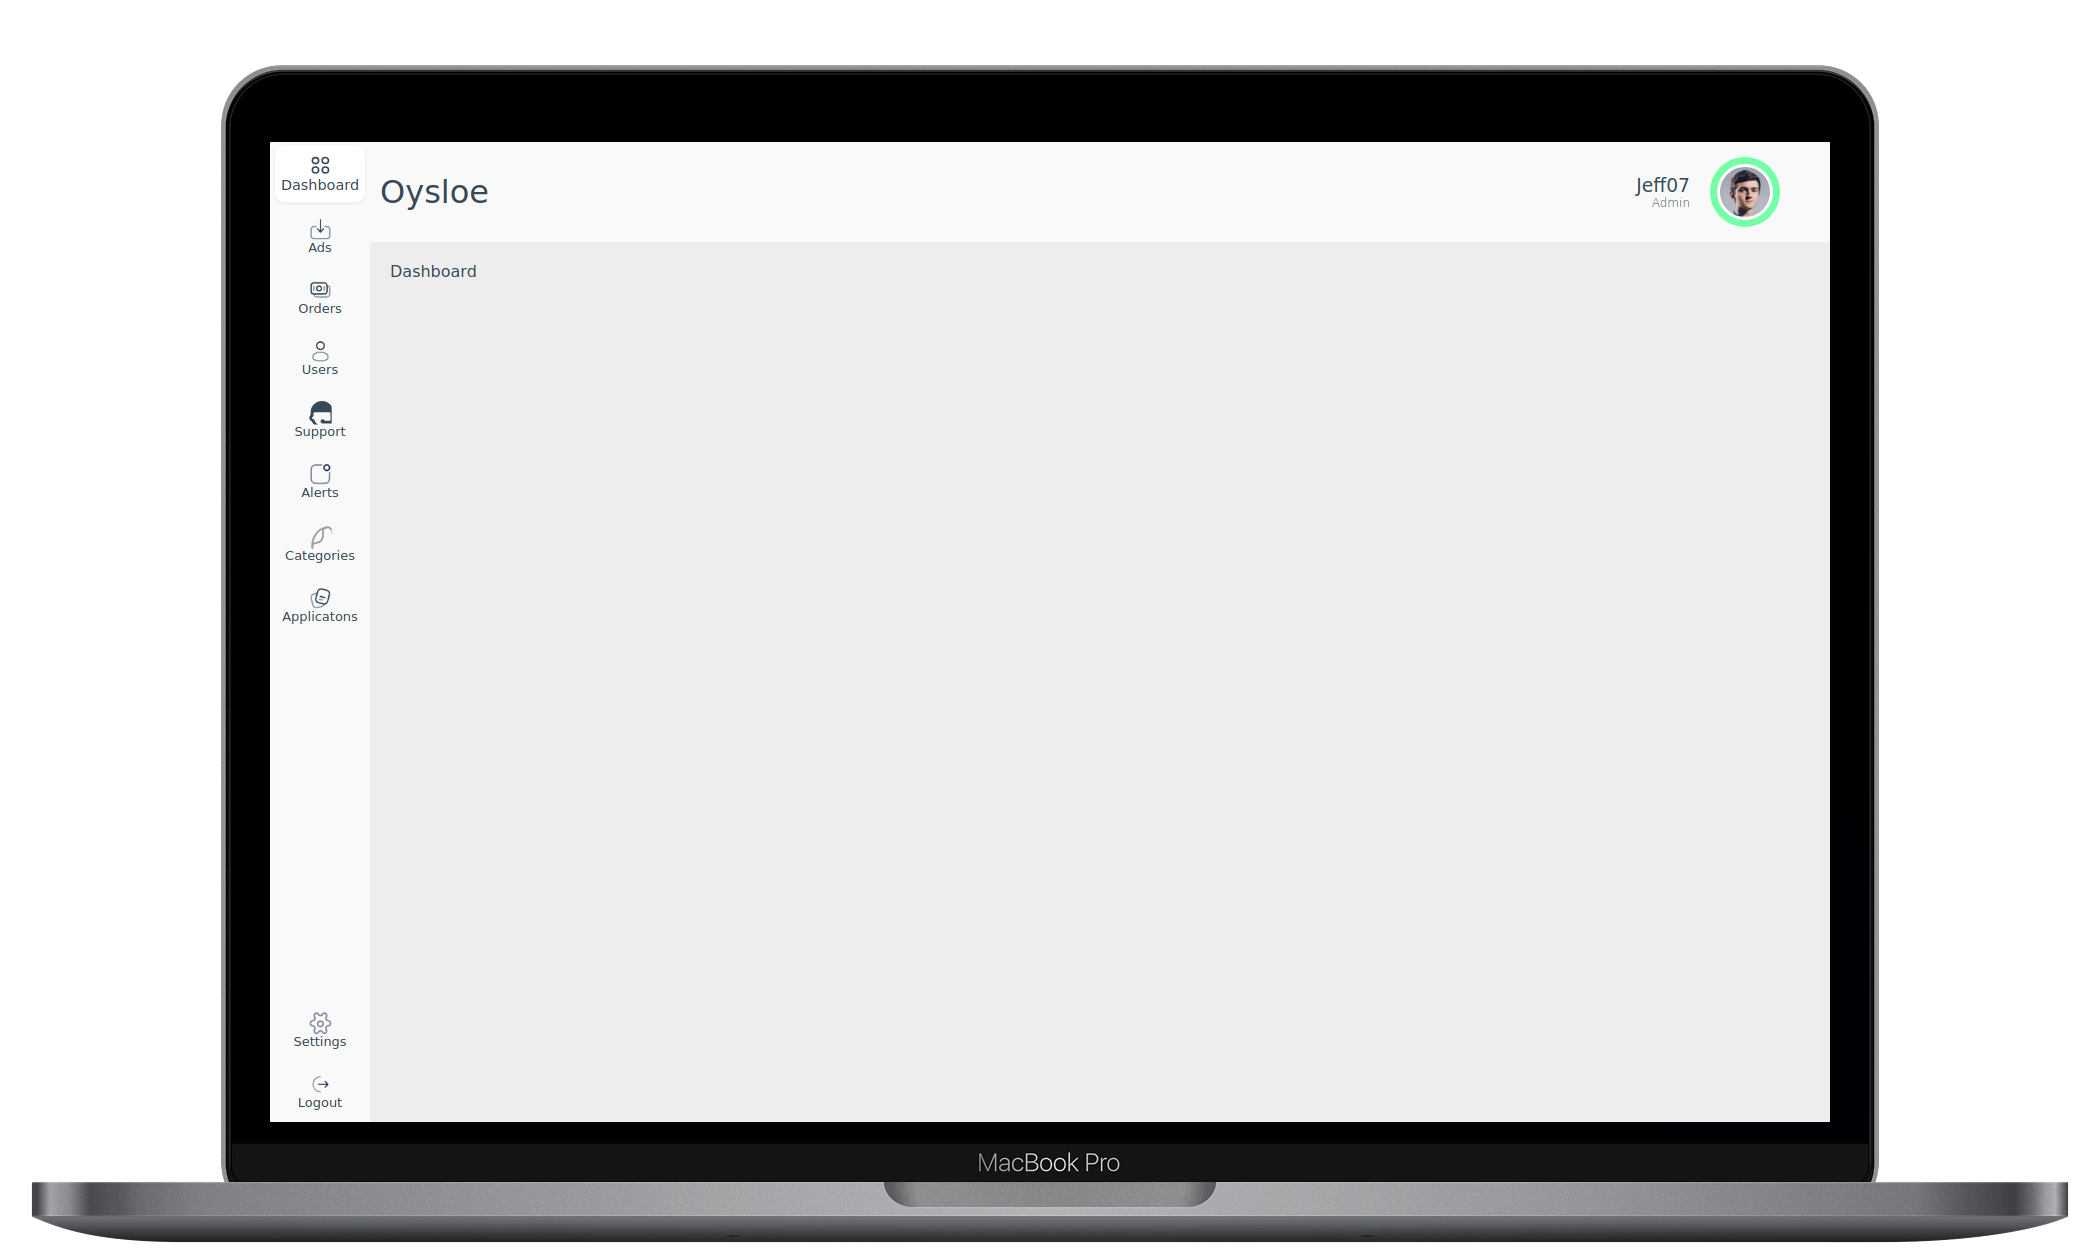 Dashboard
Ads
Orders
Users
Support
Alerts
Categories
Applicatons
Settings
Logout
Oysloe
Jeff07
Admin
Dashboard
MacBook Pro